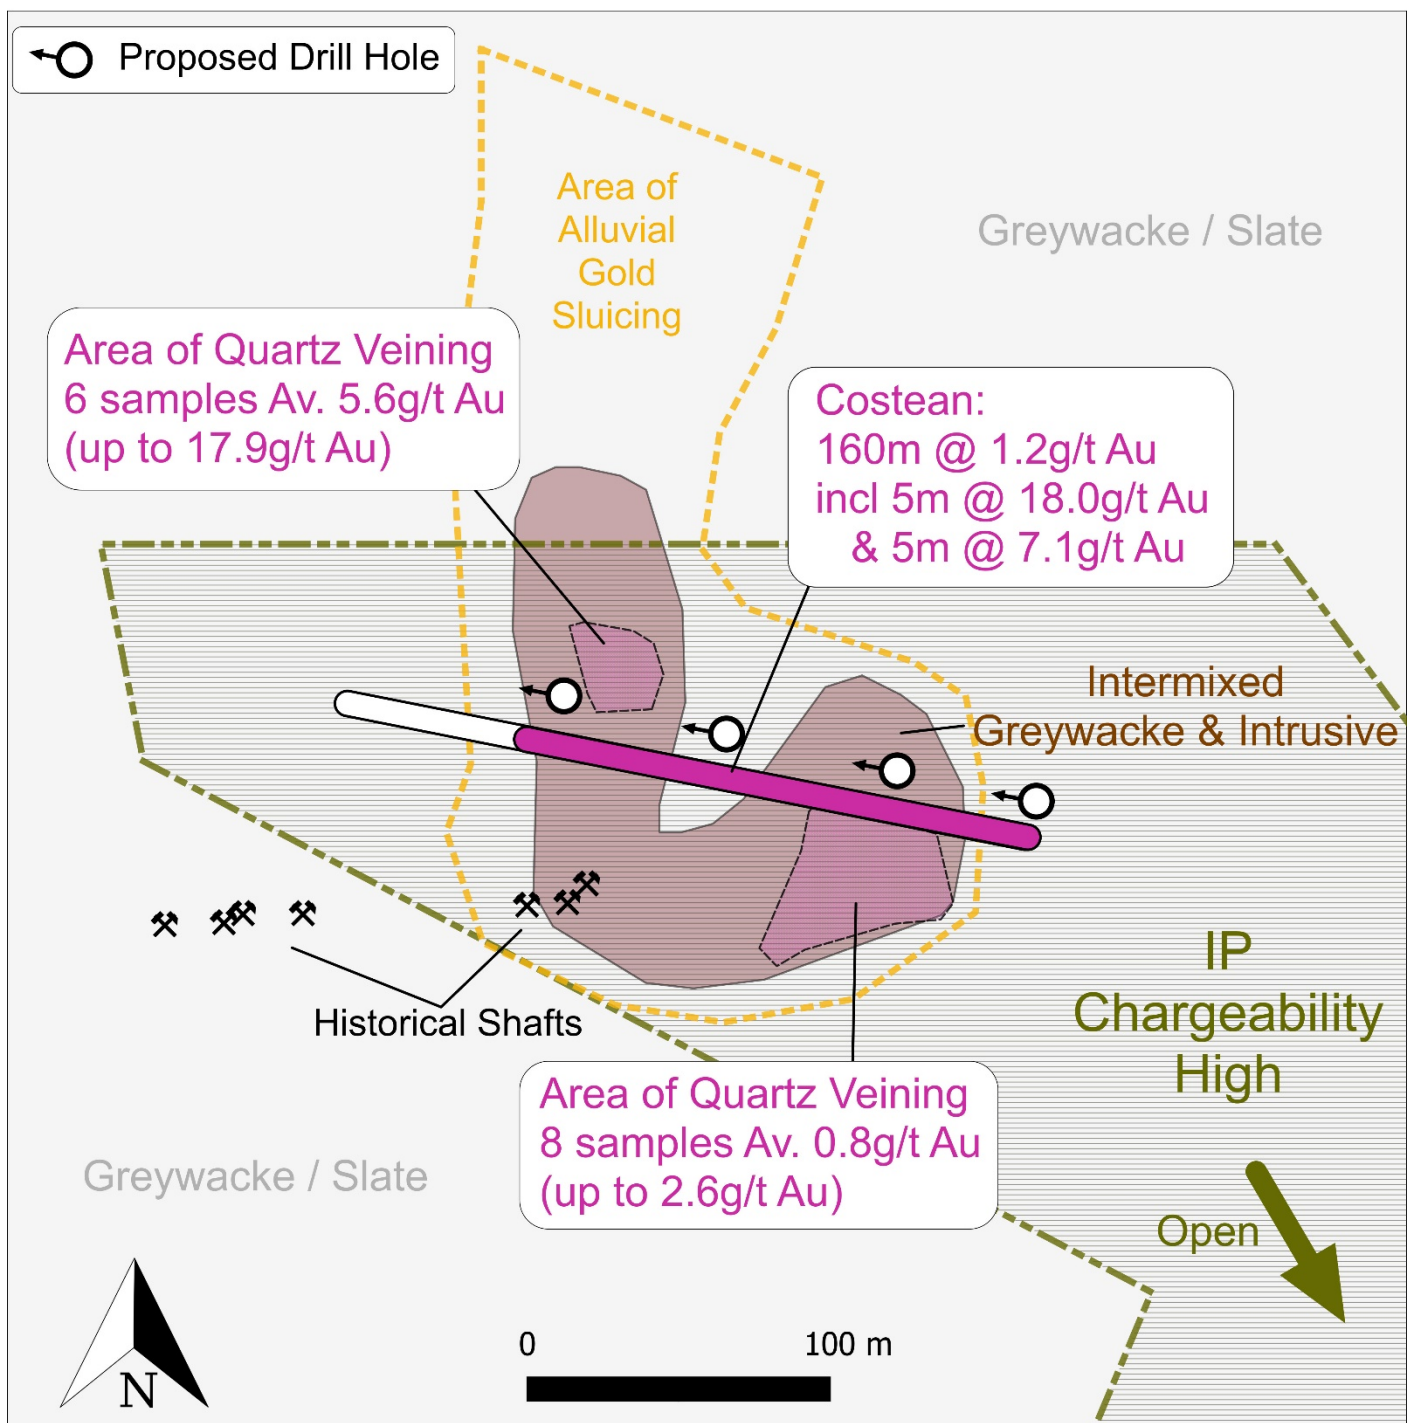 Proposed Drill Hole
Area of
Alluvial
Gold
Sluicing
Greywacke / Slate
Area of Quartz Veining
6 samples Av. 5.6g/t Au
(up to 17.9g/t Au)
Costean:
160m @ 1.2g/t Au
incl 5m @ 18.0g/t Au
& 5m @ 7.1g/t Au
Intermixed
Greywacke & Intrusive
Historical Shafts
IP
Chargeability
High
Area of Quartz Veining
8 samples Av. 0.8g/t Au
(up to 2.6g/t Au)
Greywacke / Slate
Open
N
0 100 m